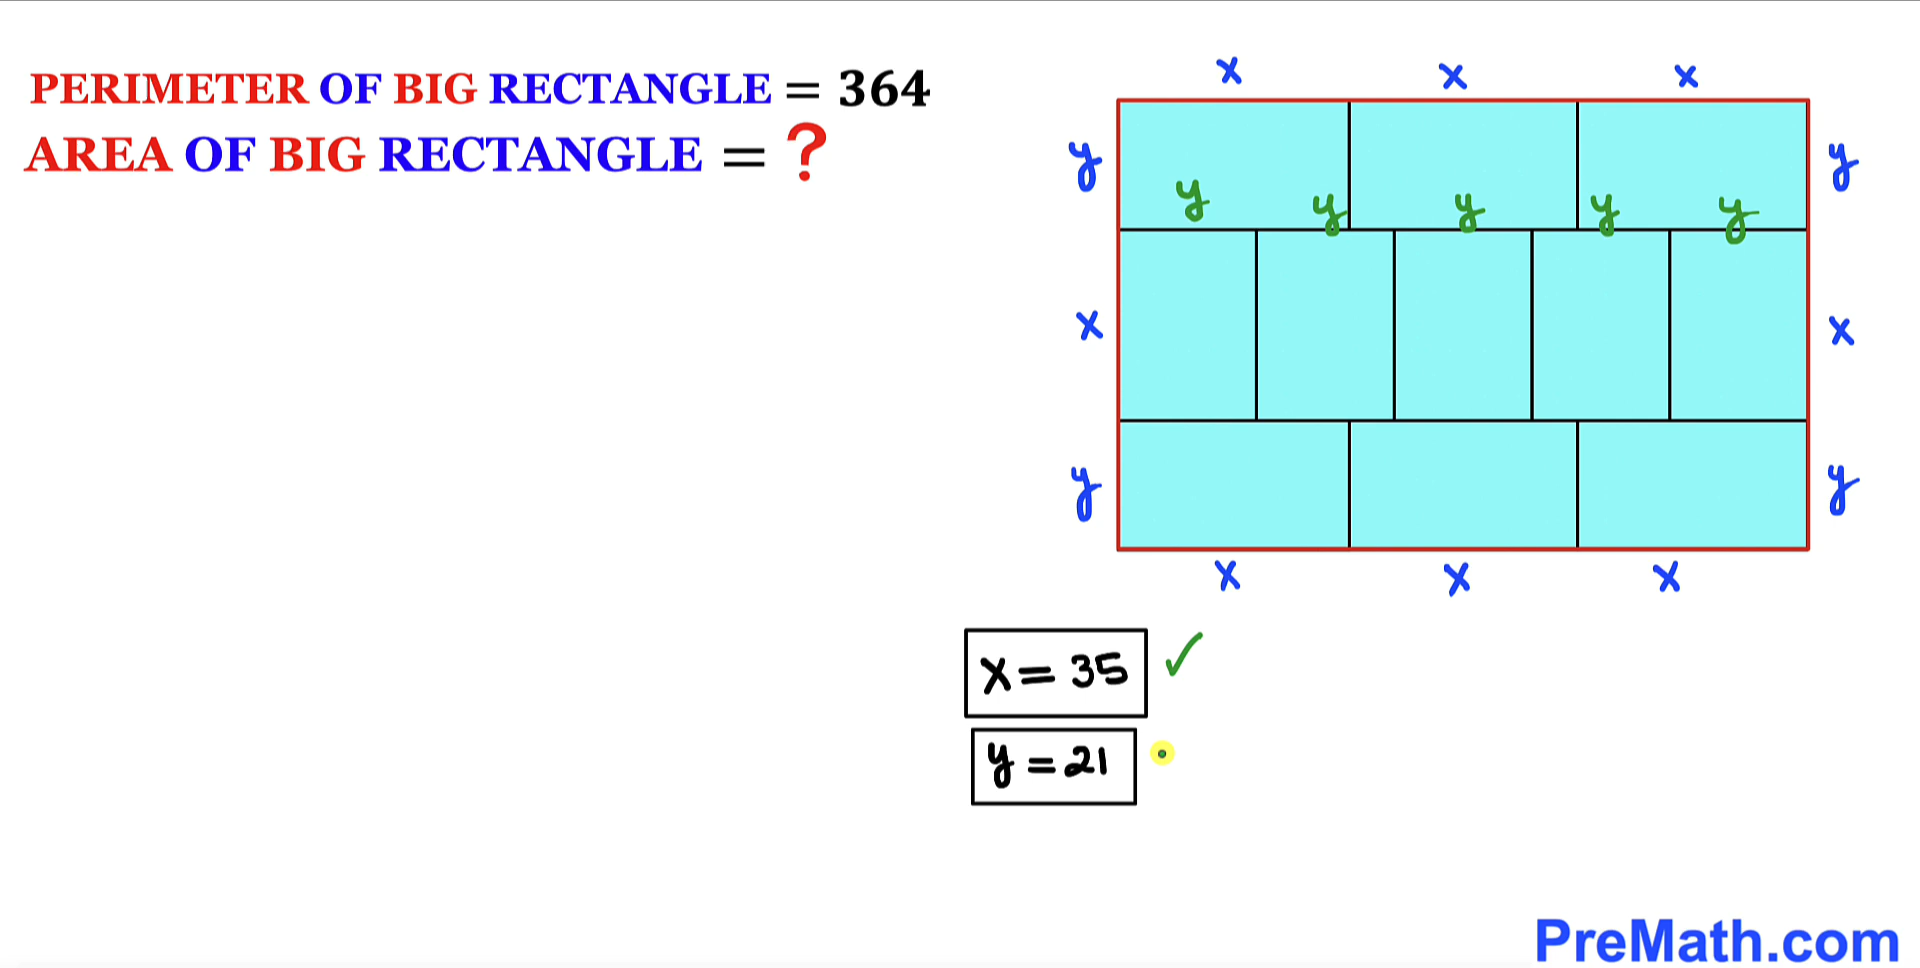 PERIMETER OF BIG RECTANGLE = 364
AREA OF BIG RECTANGLE = ?
x x x
y y
y y y y y
x x
y y
x x x
x = 35 ✓
y = 21
PreMath.com